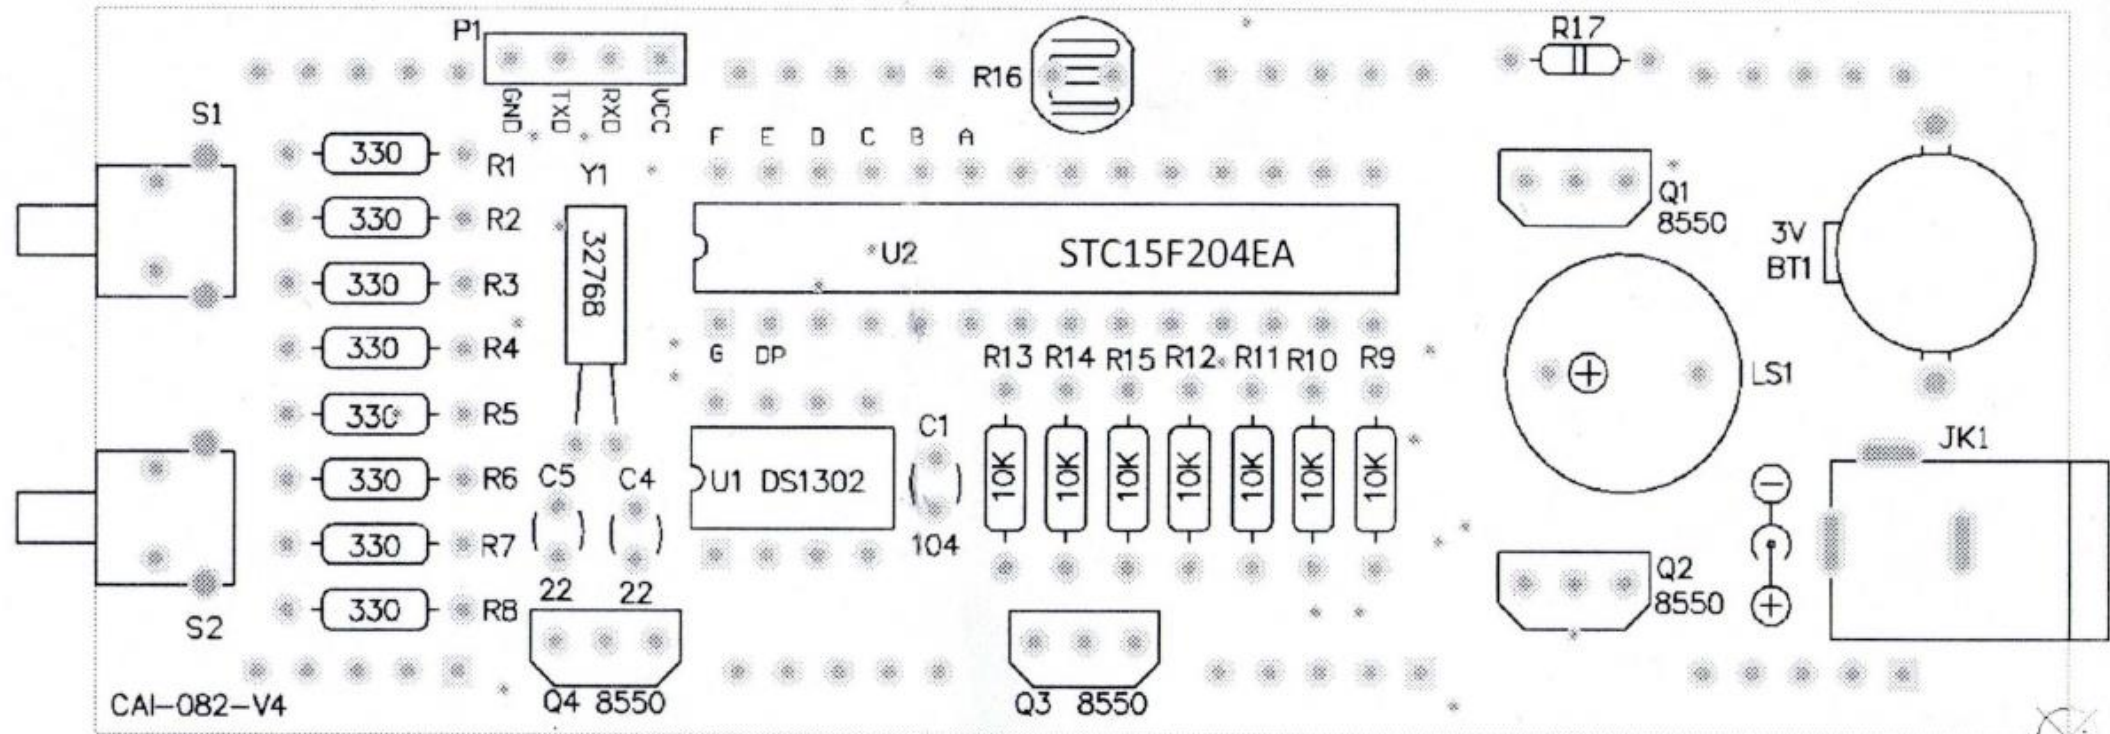 P1
GND
TXD
RXD
VCC
R16
R17
S1
330 R1
330 R2
330 R3
330 R4
330 R5
330 R6
330 R7
330 R8
Y1
32768
F E D C B A
U2 STC15F204EA
G DP
Q1
8550
3V
BT1
LS1
R13 R14 R15 R12 R11 R10 R9
10K 10K 10K 10K 10K 10K 10K
C1
104
U1 DS1302
C5 C4
22 22
JK1
Q2
8550
S2
Q4 8550
Q3 8550
CAI-082-V4